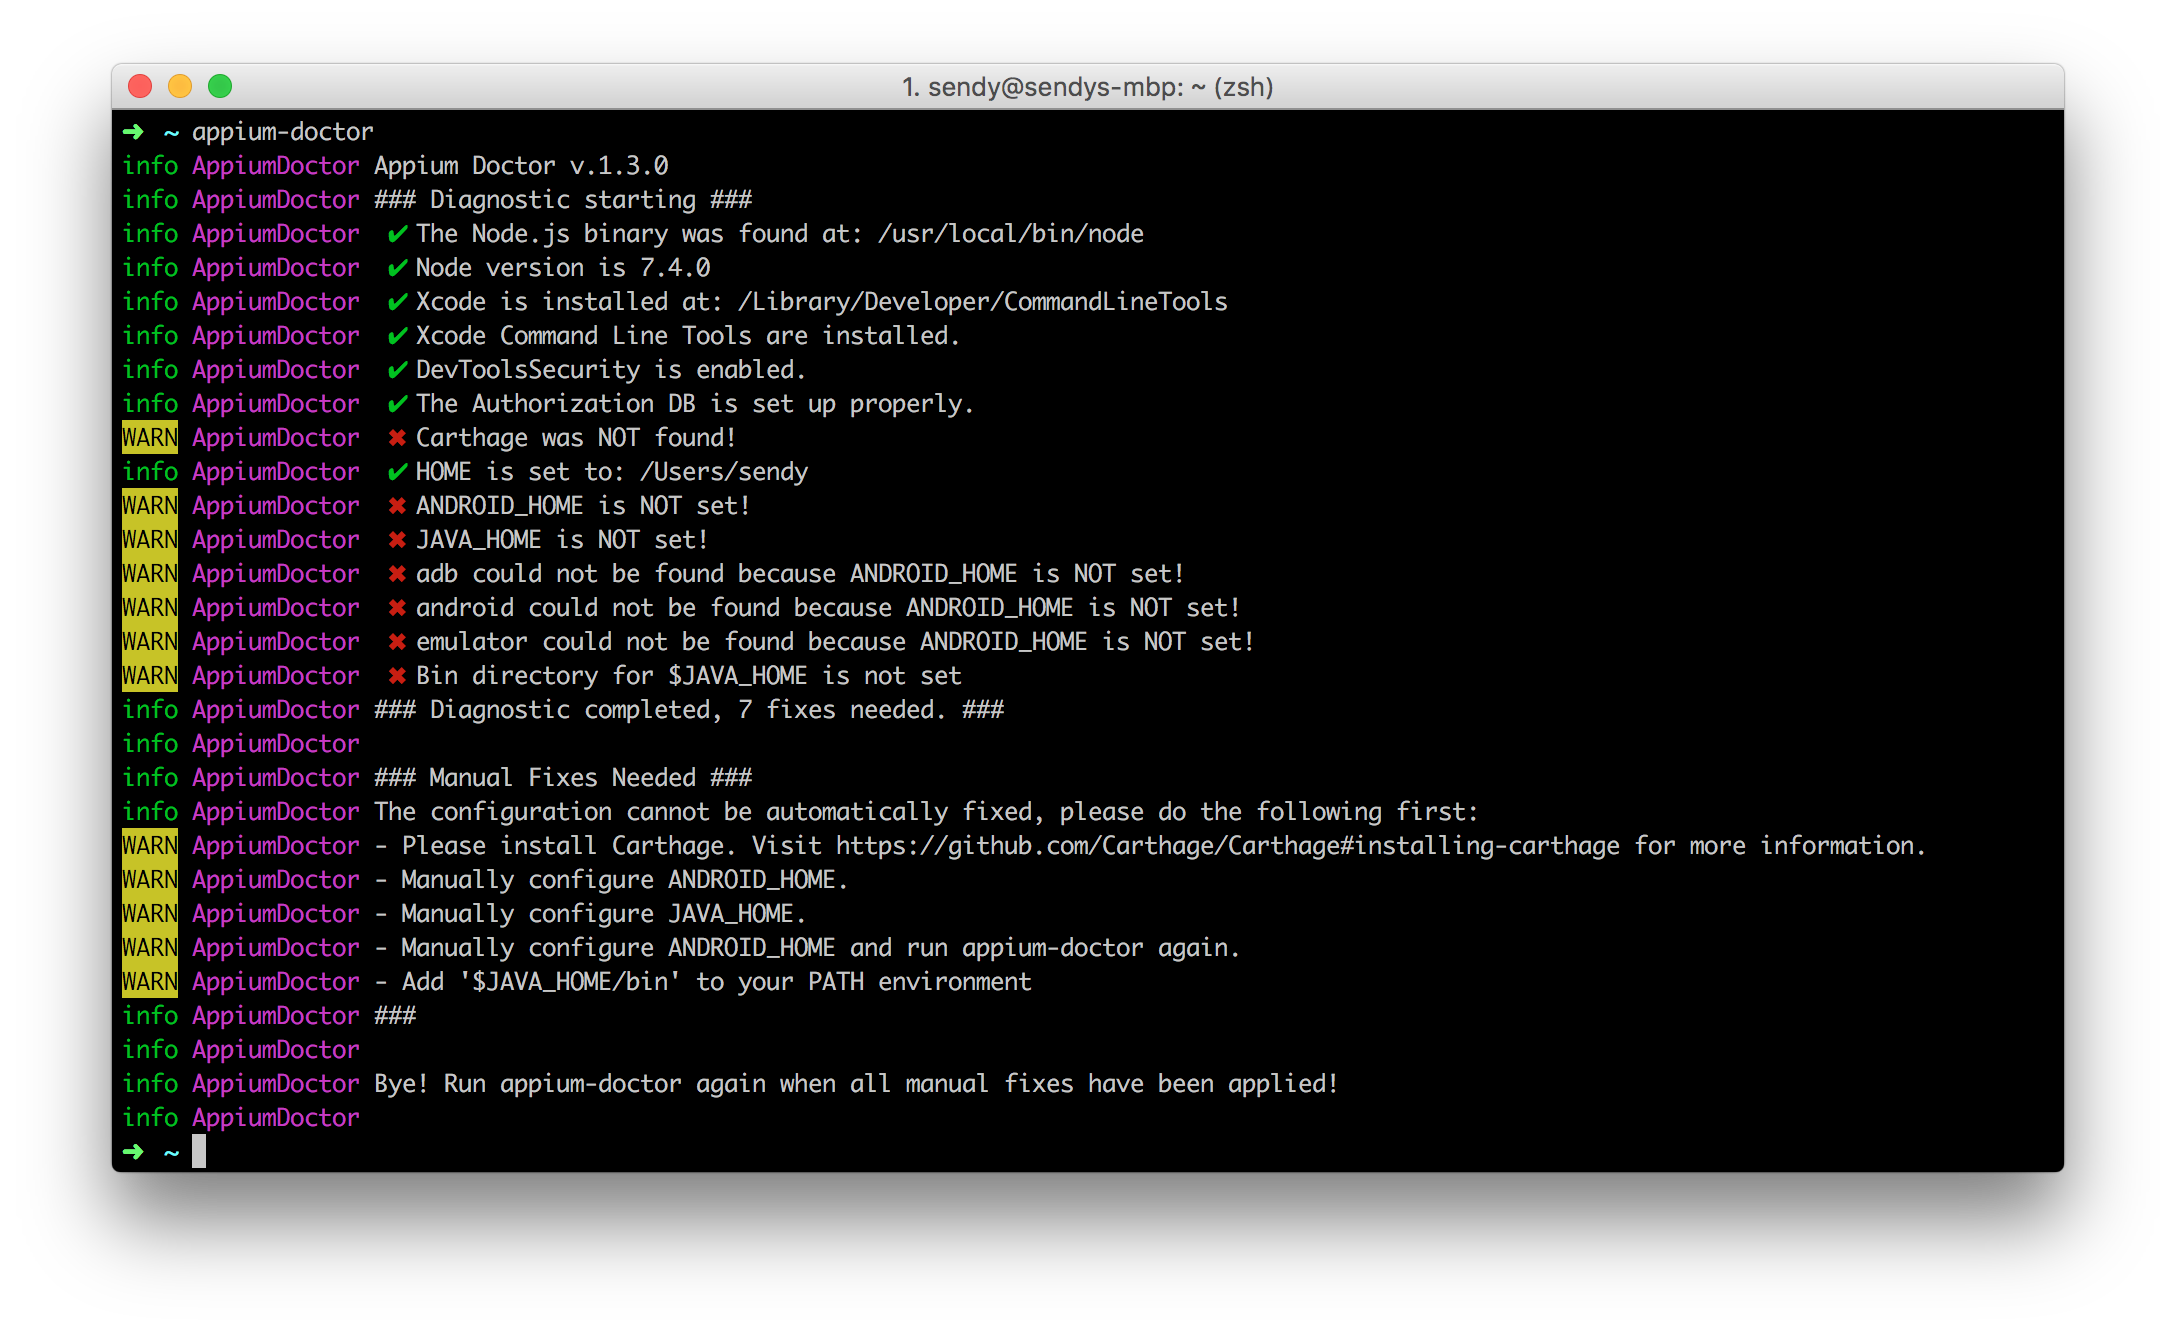 1. sendy@sendys-mbp: ~ (zsh)
➜ ~ appium-doctor
info AppiumDoctor Appium Doctor v.1.3.0
info AppiumDoctor ### Diagnostic starting ###
info AppiumDoctor ✔ The Node.js binary was found at: /usr/local/bin/node
info AppiumDoctor ✔ Node version is 7.4.0
info AppiumDoctor ✔ Xcode is installed at: /Library/Developer/CommandLineTools
info AppiumDoctor ✔ Xcode Command Line Tools are installed.
info AppiumDoctor ✔ DevToolsSecurity is enabled.
info AppiumDoctor ✔ The Authorization DB is set up properly.
WARN AppiumDoctor ✖ Carthage was NOT found!
info AppiumDoctor ✔ HOME is set to: /Users/sendy
WARN AppiumDoctor ✖ ANDROID_HOME is NOT set!
WARN AppiumDoctor ✖ JAVA_HOME is NOT set!
WARN AppiumDoctor ✖ adb could not be found because ANDROID_HOME is NOT set!
WARN AppiumDoctor ✖ android could not be found because ANDROID_HOME is NOT set!
WARN AppiumDoctor ✖ emulator could not be found because ANDROID_HOME is NOT set!
WARN AppiumDoctor ✖ Bin directory for $JAVA_HOME is not set
info AppiumDoctor ### Diagnostic completed, 7 fixes needed. ###
info AppiumDoctor
info AppiumDoctor ### Manual Fixes Needed ###
info AppiumDoctor The configuration cannot be automatically fixed, please do the following first:
WARN AppiumDoctor - Please install Carthage. Visit https://github.com/Carthage/Carthage#installing-carthage for more information.
WARN AppiumDoctor - Manually configure ANDROID_HOME.
WARN AppiumDoctor - Manually configure JAVA_HOME.
WARN AppiumDoctor - Manually configure ANDROID_HOME and run appium-doctor again.
WARN AppiumDoctor - Add '$JAVA_HOME/bin' to your PATH environment
info AppiumDoctor ###
info AppiumDoctor
info AppiumDoctor Bye! Run appium-doctor again when all manual fixes have been applied!
info AppiumDoctor
➜ ~